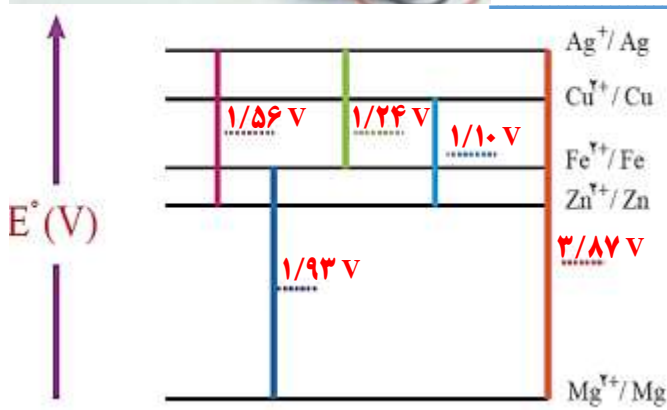 Ag⁺/ Ag
Cu²⁺/ Cu
۱/۵۶ V
۱/۲۴ V
۱/۱۰ V
Fe²⁺/ Fe
Zn²⁺/ Zn
E°(V)
۳/۸۷ V
۱/۹۳ V
Mg²⁺/ Mg